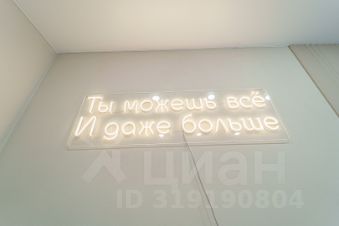 Ты можешь всё
И даже больше
ЦИАН
ID 319190804